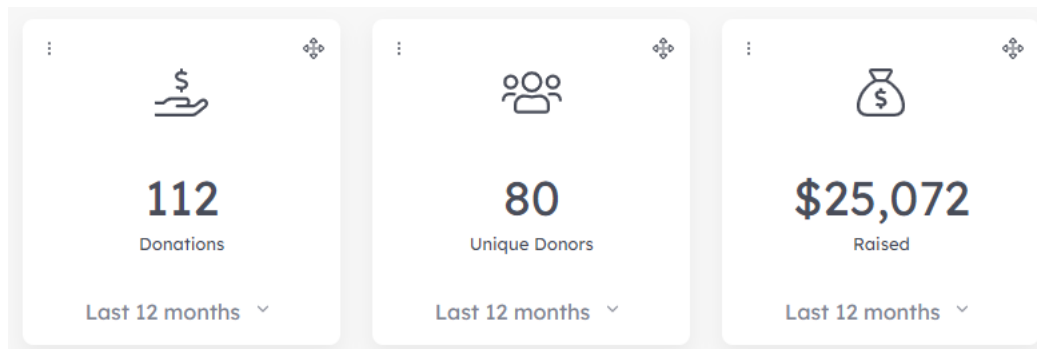 $
$
112
80
$25,072
Donations
Unique Donors
Raised
Last 12 months
Last 12 months
Last 12 months